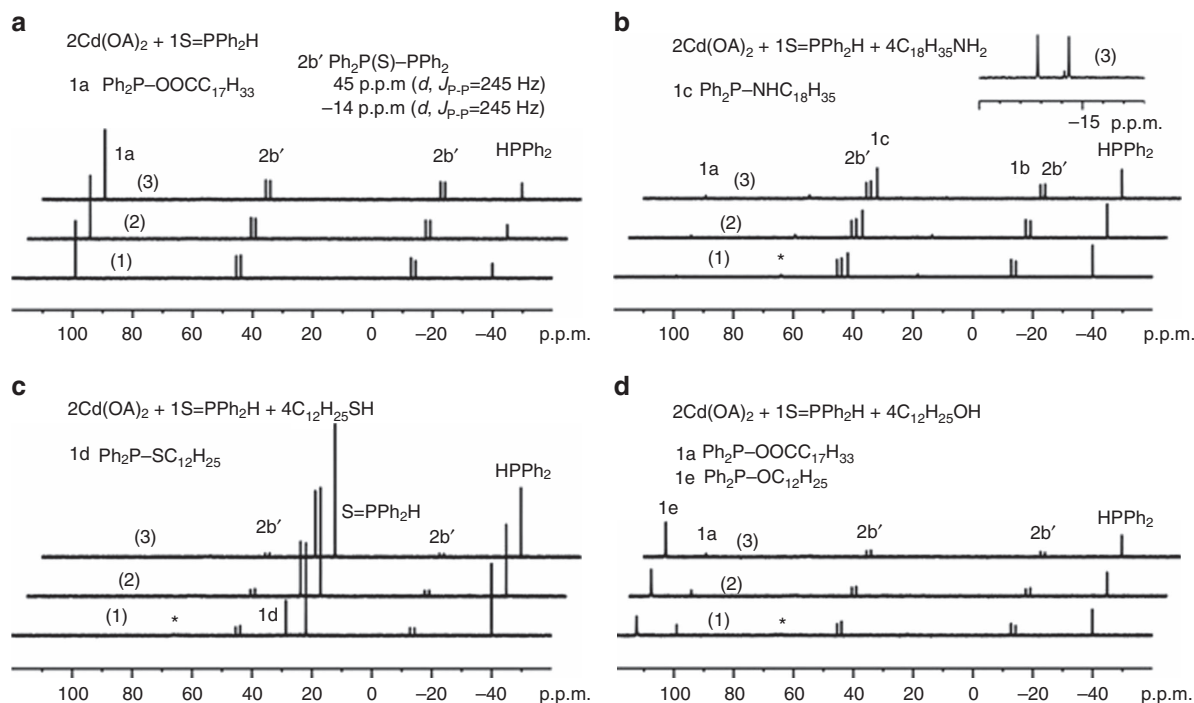 a
2Cd(OA)₂ + 1S=PPh₂H
1a Ph₂P–OOCC₁₇H₃₃
2b′ Ph₂P(S)–PPh₂
45 p.p.m (d, J_P-P=245 Hz)
–14 p.p.m (d, J_P-P=245 Hz)
1a
2b′
2b′
HPPh₂
(3)
(2)
(1)
100 80 60 40 20 0 –20 –40 p.p.m.
b
2Cd(OA)₂ + 1S=PPh₂H + 4C₁₈H₃₅NH₂
1c Ph₂P–NHC₁₈H₃₅
(3)
–15 p.p.m.
1a
2b′
1c
1b
2b′
HPPh₂
(3)
(2)
(1)
*
100 80 60 40 20 0 –20 –40 p.p.m.
c
2Cd(OA)₂ + 1S=PPh₂H + 4C₁₂H₂₅SH
1d Ph₂P–SC₁₂H₂₅
HPPh₂
S=PPh₂H
2b′
2b′
(3)
(2)
(1)
*
1d
100 80 60 40 20 0 –20 –40 p.p.m.
d
2Cd(OA)₂ + 1S=PPh₂H + 4C₁₂H₂₅OH
1a Ph₂P–OOCC₁₇H₃₃
1e Ph₂P–OC₁₂H₂₅
1e
1a
(3)
2b′
2b′
HPPh₂
(2)
(1)
*
100 80 60 40 20 0 –20 –40 p.p.m.